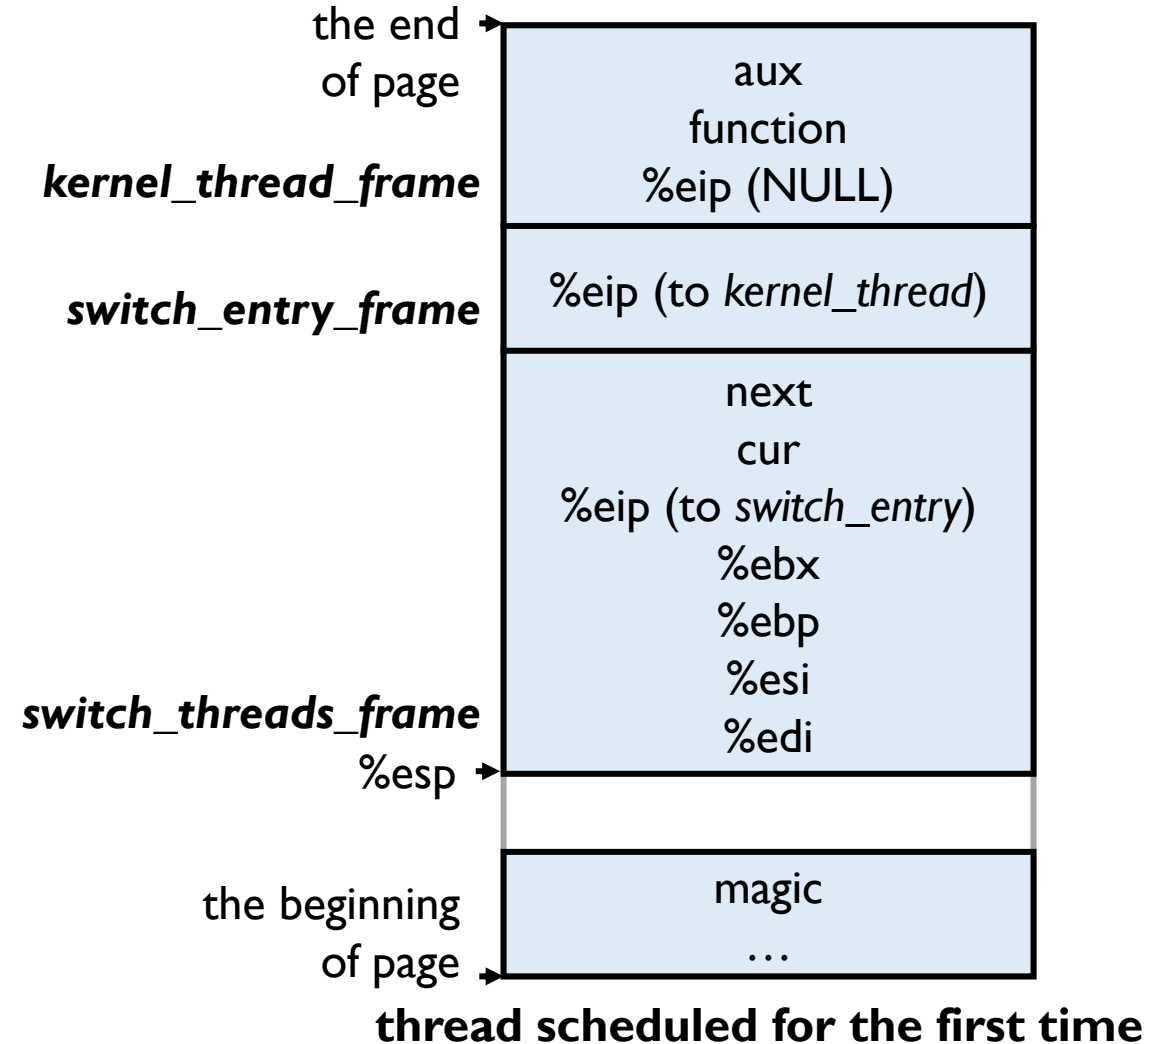 the end
of page
aux
function
kernel_thread_frame
%eip (NULL)
switch_entry_frame
%eip (to kernel_thread)
next
cur
%eip (to switch_entry)
%ebx
%ebp
%esi
switch_threads_frame
%edi
%esp
magic
the beginning
of page
…
thread scheduled for the first time